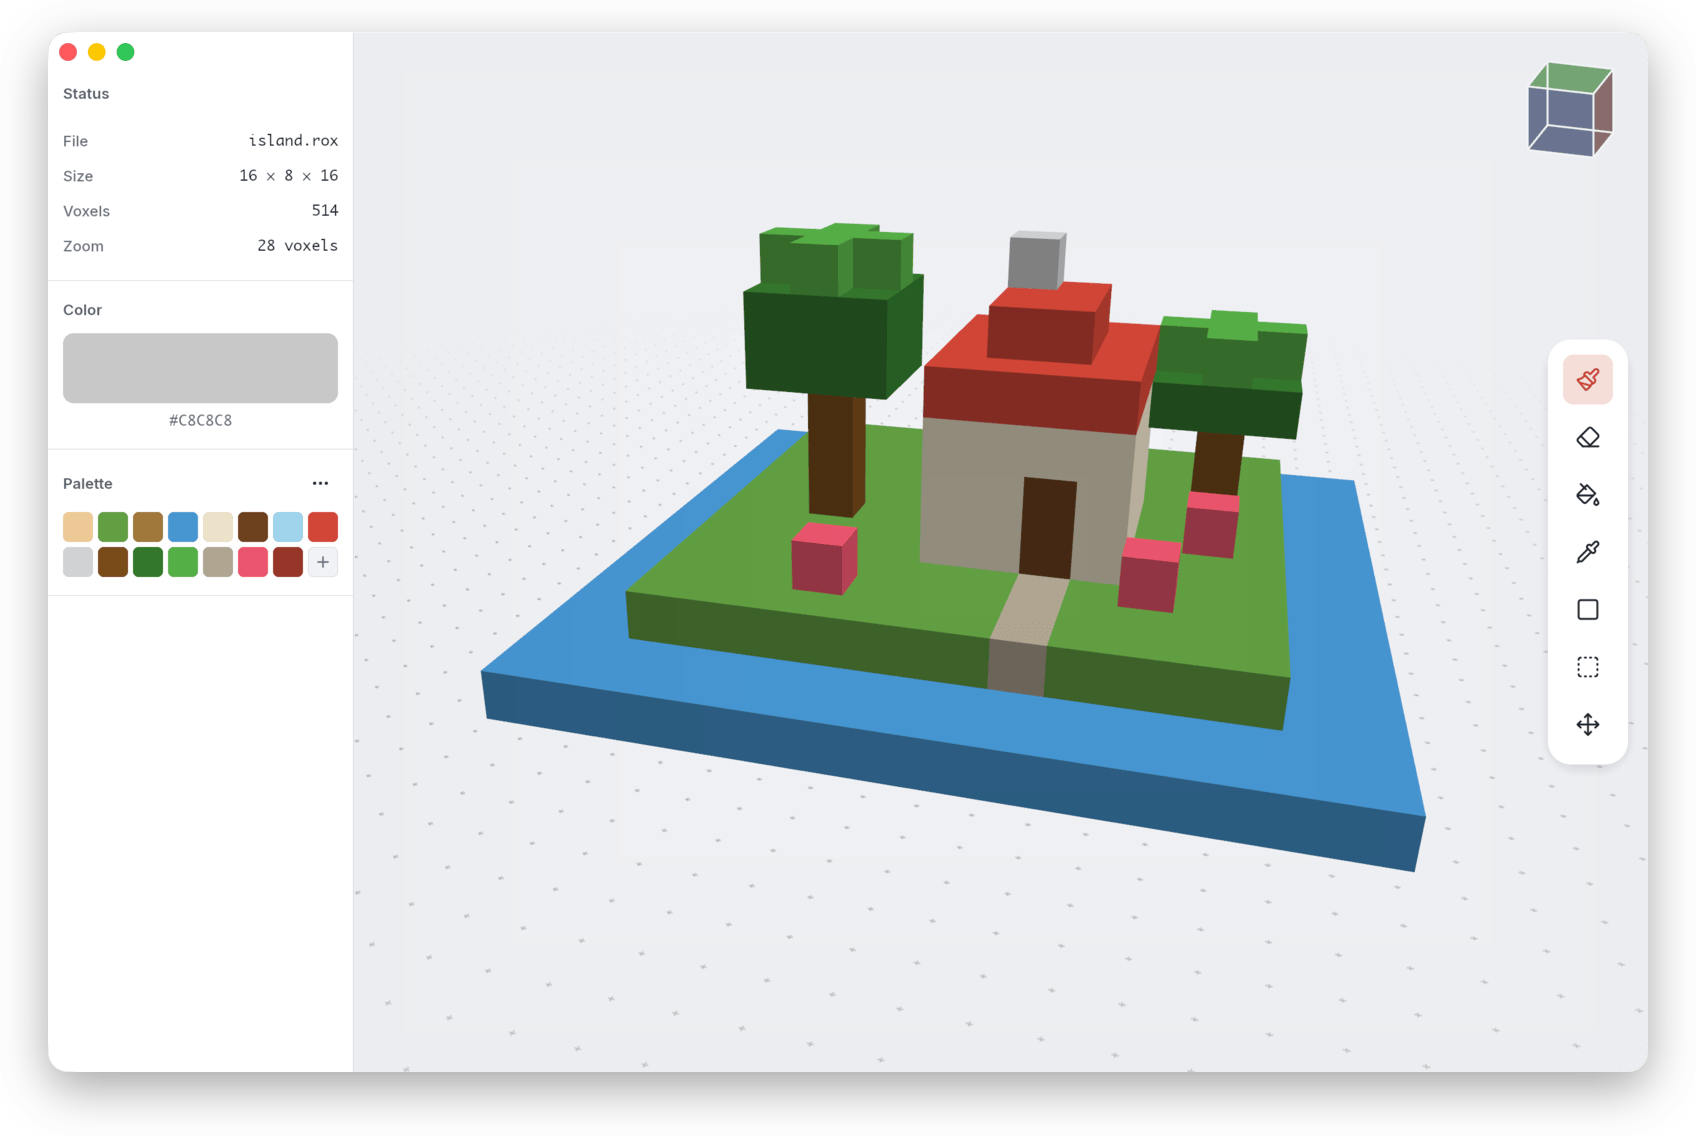 Status
File island.rox
Size 16 × 8 × 16
Voxels 514
Zoom 28 voxels
Color
#C8C8C8
Palette